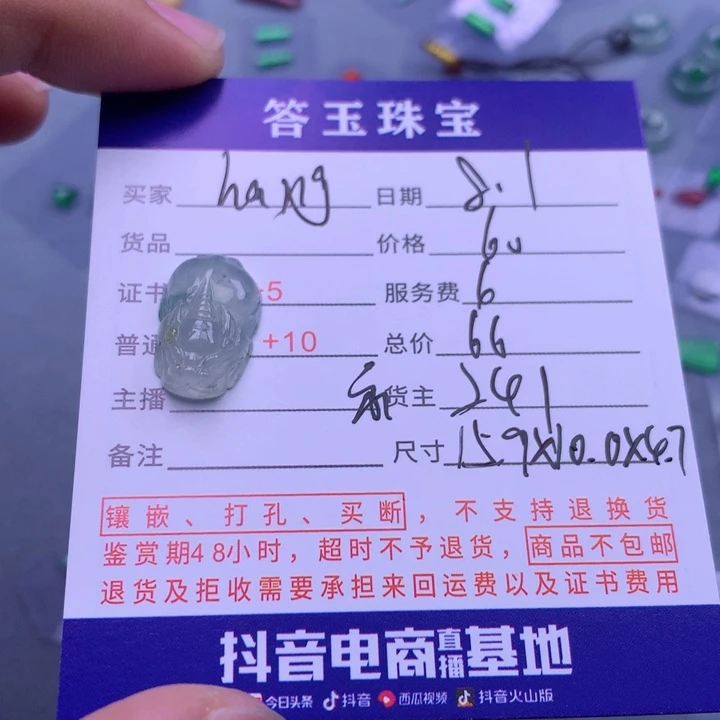 答玉珠宝
买家 hang 日期 8.1
货品 价格 60
证书 +5 服务费 6
普通 +10 总价 66
主播 货主 241
备注 尺寸 15.9×10.0×4.7
镶嵌、打孔、买断，不支持退换货
鉴赏期48小时，超时不予退货，商品不包邮
退货及拒收需要承担来回运费以及证书费用
抖音电商直播基地
今日头条 抖音 西瓜视频 抖音火山版